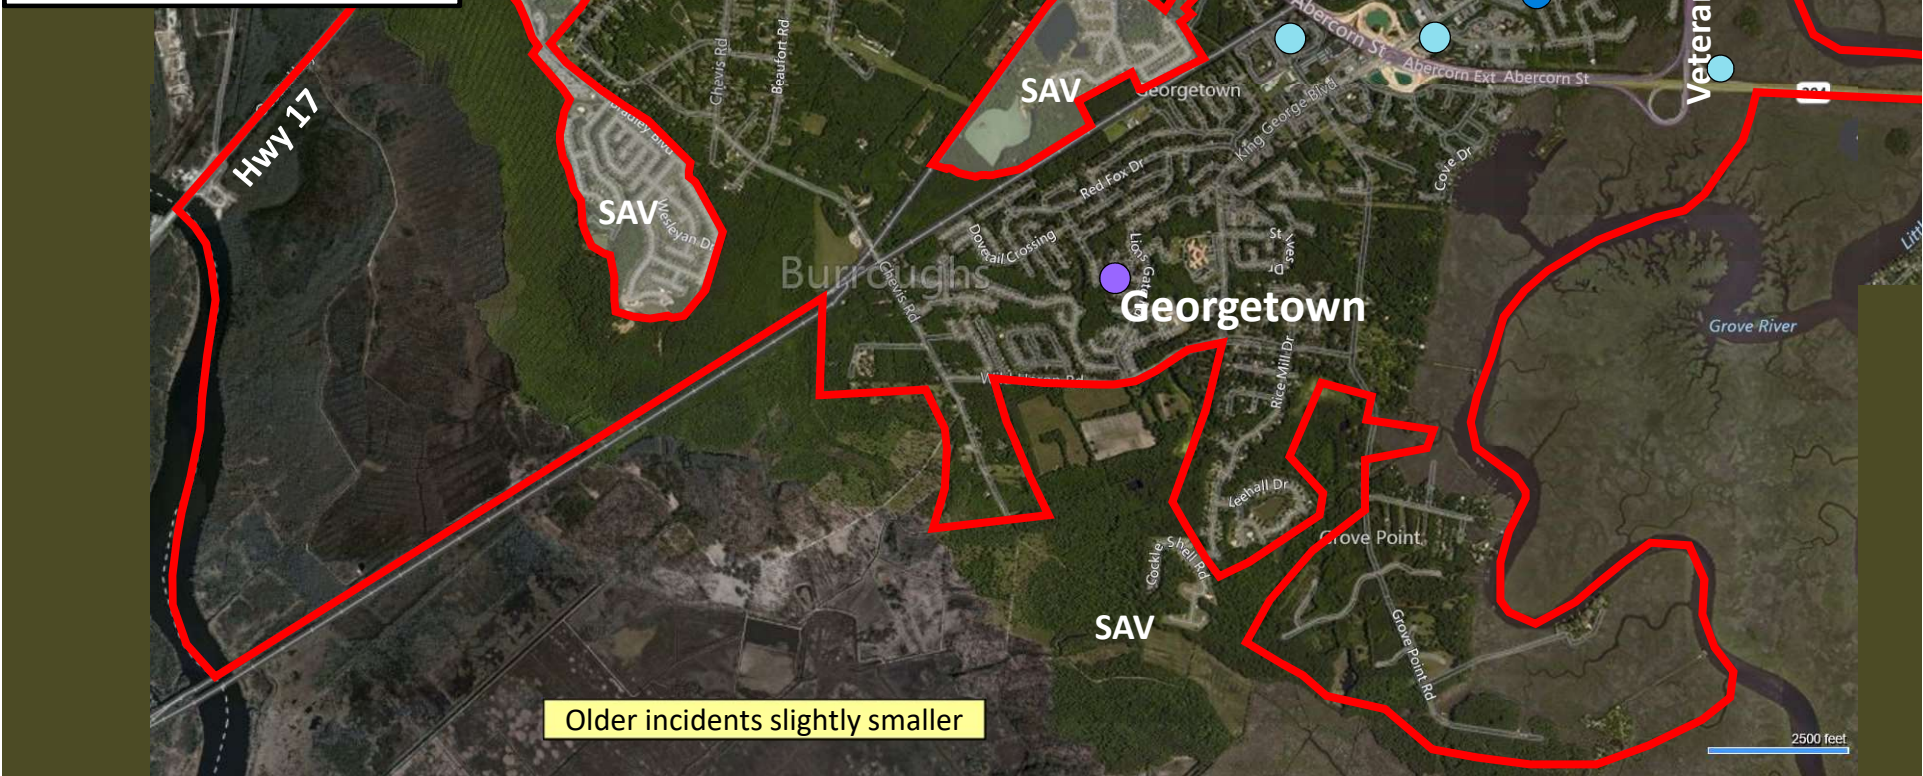 Hwy 17
Chevis Rd
Beaufort Rd
Bradley Blvd
Wesleyan Dr
SAV
SAV
Georgetown
Abercorn St
Abercorn Ext
Abercorn St
204
King George Blvd
Red Fox Dr
Cove Dr
Dovetail Crossing
St Ives Dr
Burroughs
Chevis Rd
Georgetown
Grove River
Rice Mill Dr
Leehall Dr
Grove Point
Cockle Shell Rd
SAV
Grove Point Rd
Older incidents slightly smaller
2500 feet